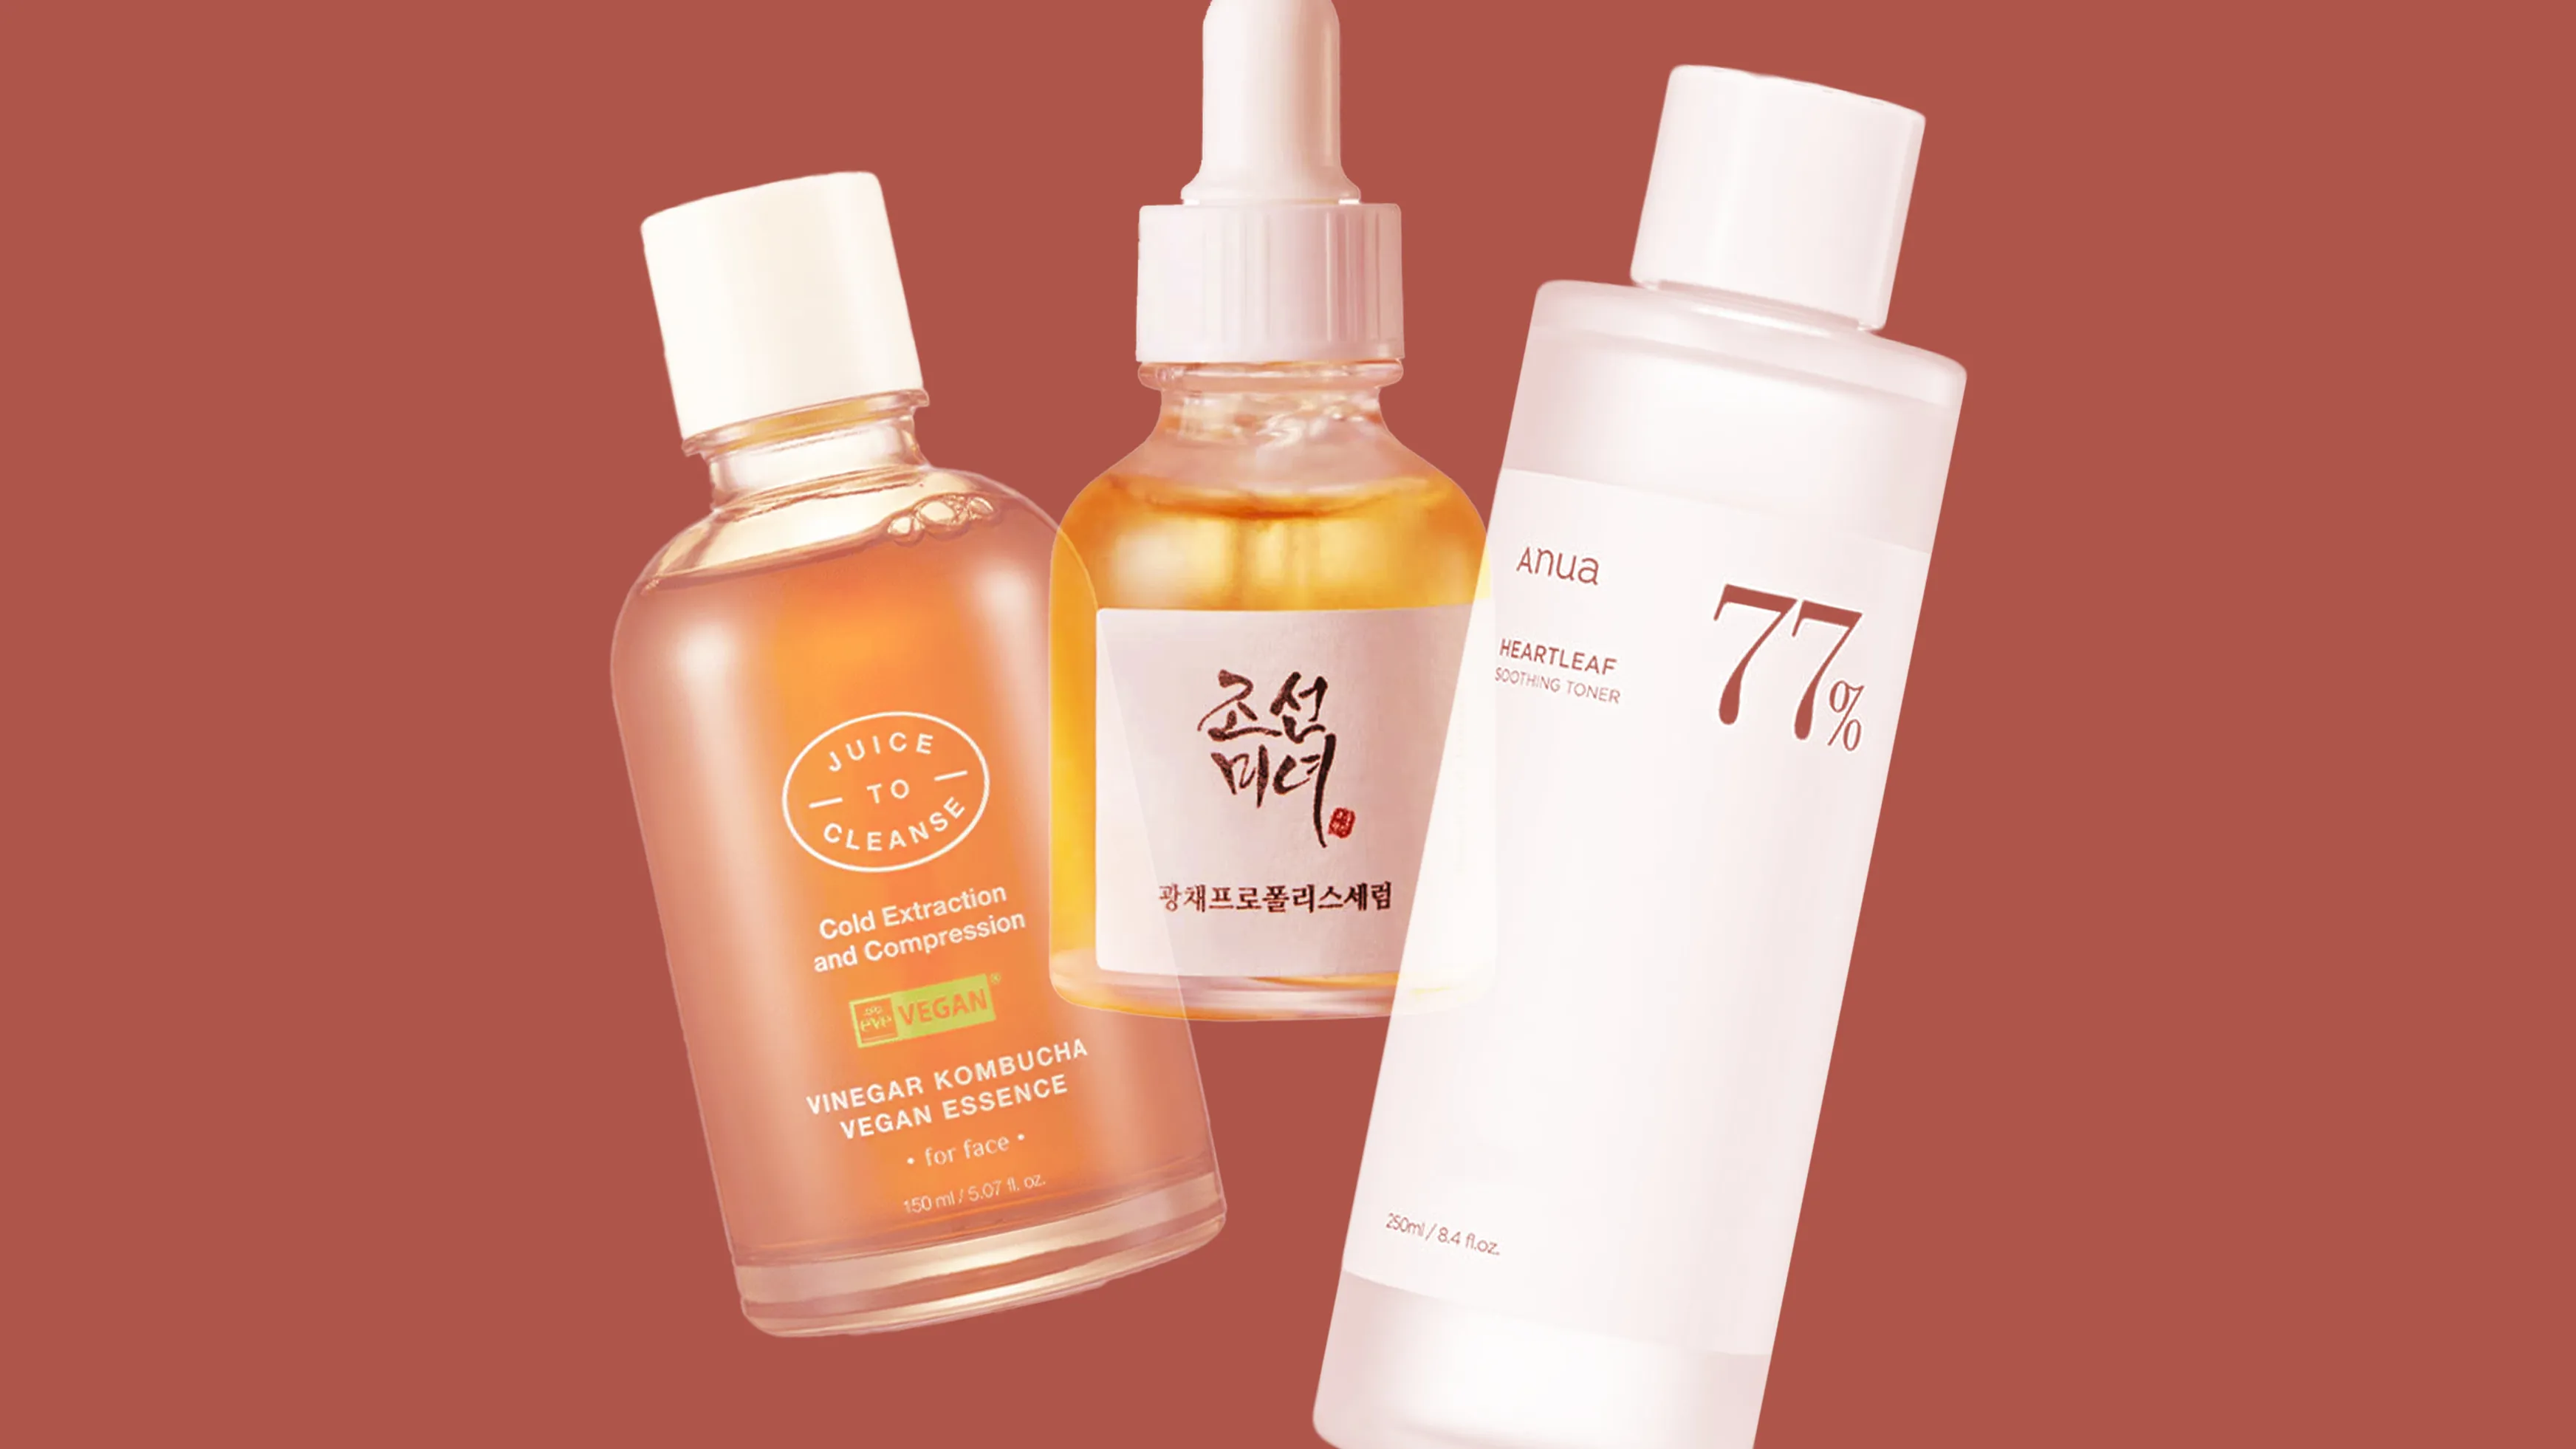 JUICE
TO
CLEANSE
Cold Extraction
and Compression
eve VEGAN®
VINEGAR KOMBUCHA
VEGAN ESSENCE
• for face •
150 ml / 5.07 fl. oz.
조선
미녀
광채프로폴리스세럼
Anua
77%
HEARTLEAF
SOOTHING TONER
250ml / 8.4 fl.oz.